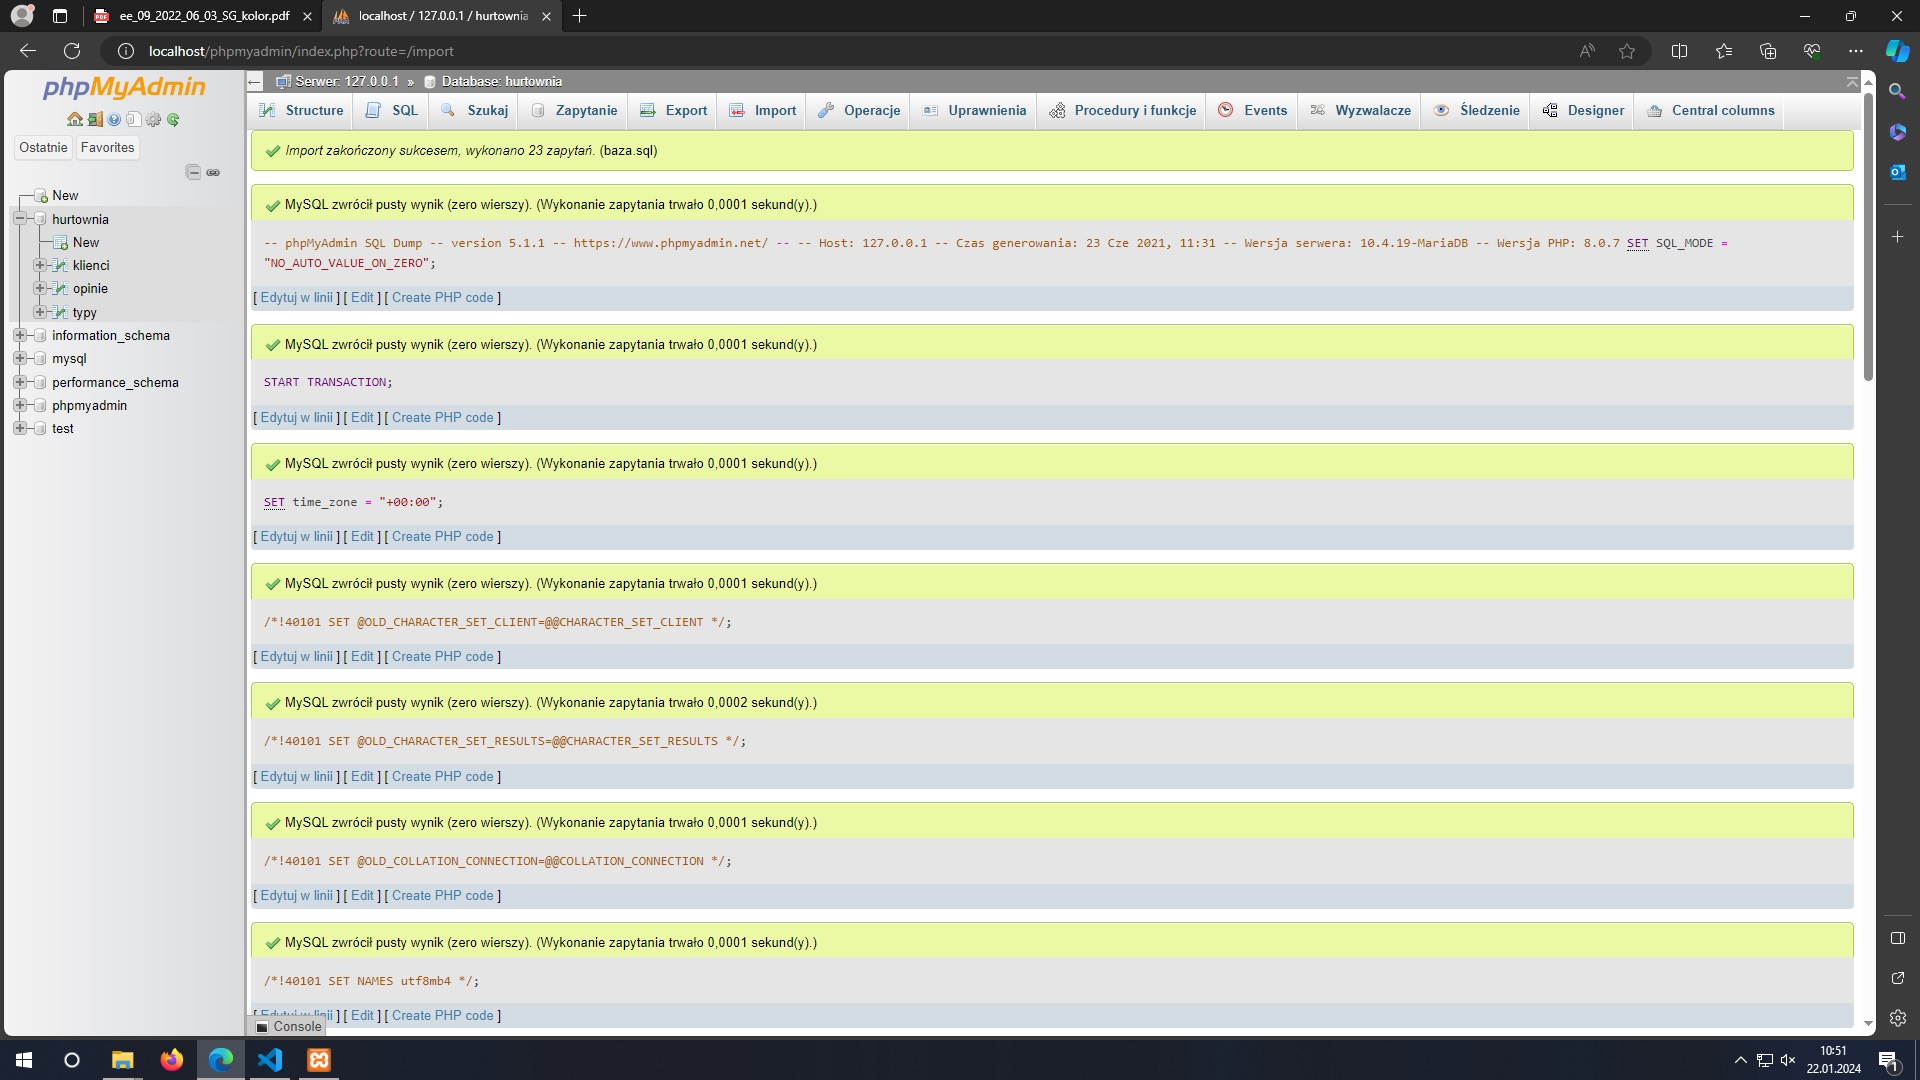 ee_09_2022_06_03_SG_kolor.pdf
localhost / 127.0.0.1 / hurtownia
localhost/phpmyadmin/index.php?route=/import
phpMyAdmin
Ostatnie
Favorites
New
hurtownia
New
klienci
opinie
typy
information_schema
mysql
performance_schema
phpmyadmin
test
Serwer: 127.0.0.1 » Database: hurtownia
Structure SQL Szukaj Zapytanie Export Import Operacje Uprawnienia Procedury i funkcje Events Wyzwalacze Śledzenie Designer Central columns
Import zakończony sukcesem, wykonano 23 zapytań. (baza.sql)
MySQL zwrócił pusty wynik (zero wierszy). (Wykonanie zapytania trwało 0,0001 sekund(y).)
-- phpMyAdmin SQL Dump -- version 5.1.1 -- https://www.phpmyadmin.net/ -- -- Host: 127.0.0.1 -- Czas generowania: 23 Cze 2021, 11:31 -- Wersja serwera: 10.4.19-MariaDB -- Wersja PHP: 8.0.7 SET SQL_MODE =
"NO_AUTO_VALUE_ON_ZERO";
[ Edytuj w linii ] [ Edit ] [ Create PHP code ]
MySQL zwrócił pusty wynik (zero wierszy). (Wykonanie zapytania trwało 0,0001 sekund(y).)
START TRANSACTION;
[ Edytuj w linii ] [ Edit ] [ Create PHP code ]
MySQL zwrócił pusty wynik (zero wierszy). (Wykonanie zapytania trwało 0,0001 sekund(y).)
SET time_zone = "+00:00";
[ Edytuj w linii ] [ Edit ] [ Create PHP code ]
MySQL zwrócił pusty wynik (zero wierszy). (Wykonanie zapytania trwało 0,0001 sekund(y).)
/*!40101 SET @OLD_CHARACTER_SET_CLIENT=@@CHARACTER_SET_CLIENT */;
[ Edytuj w linii ] [ Edit ] [ Create PHP code ]
MySQL zwrócił pusty wynik (zero wierszy). (Wykonanie zapytania trwało 0,0002 sekund(y).)
/*!40101 SET @OLD_CHARACTER_SET_RESULTS=@@CHARACTER_SET_RESULTS */;
[ Edytuj w linii ] [ Edit ] [ Create PHP code ]
MySQL zwrócił pusty wynik (zero wierszy). (Wykonanie zapytania trwało 0,0001 sekund(y).)
/*!40101 SET @OLD_COLLATION_CONNECTION=@@COLLATION_CONNECTION */;
[ Edytuj w linii ] [ Edit ] [ Create PHP code ]
MySQL zwrócił pusty wynik (zero wierszy). (Wykonanie zapytania trwało 0,0001 sekund(y).)
/*!40101 SET NAMES utf8mb4 */;
[ Edytuj w linii ] [ Edit ] [ Create PHP code ]
Console
10:51
22.01.2024
1